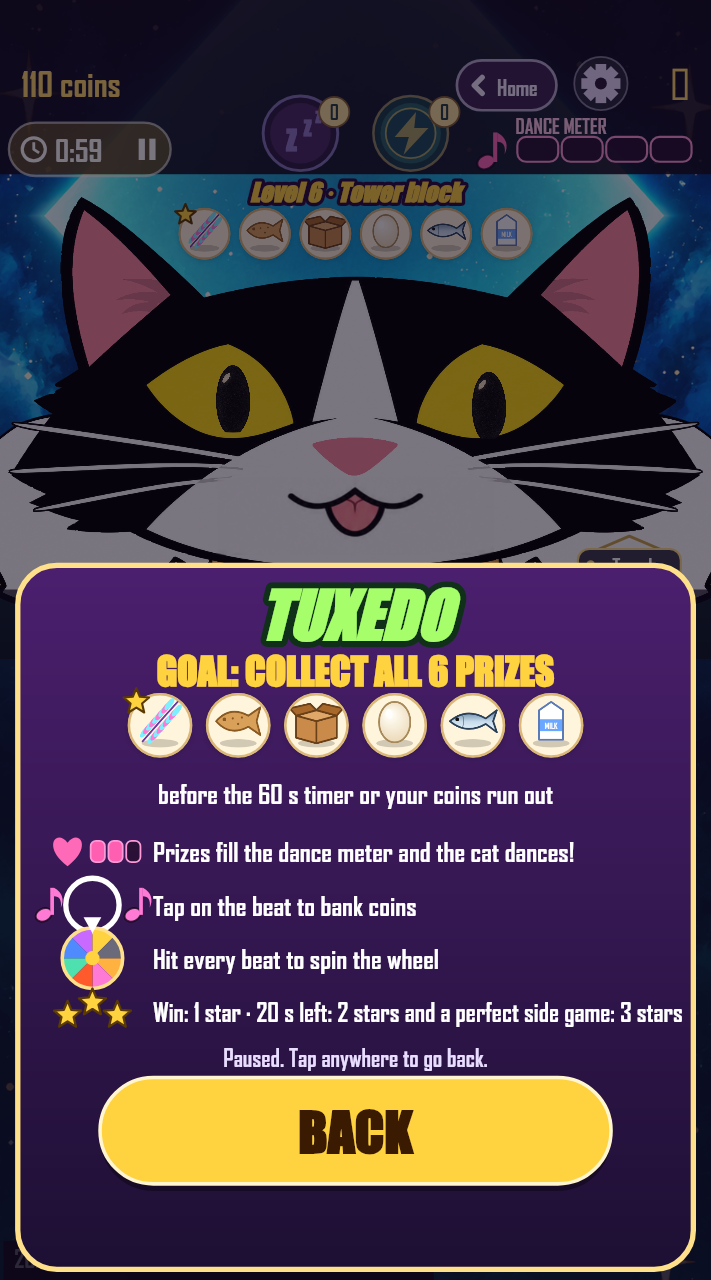 110 coins
Home
0:59
DANCE METER
Level 6 · Tower block
MILK
TUXEDO
GOAL: COLLECT ALL 6 PRIZES
MILK
before the 60 s timer or your coins run out
Prizes fill the dance meter and the cat dances!
Tap on the beat to bank coins
Hit every beat to spin the wheel
Win: 1 star · 20 s left: 2 stars and a perfect side game: 3 stars
Paused. Tap anywhere to go back.
BACK